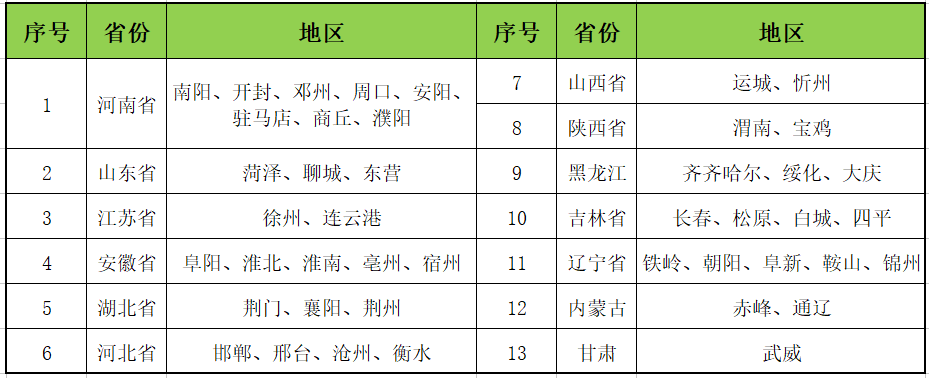 序号 省份 地区 序号 省份 地区
1 河南省 南阳、开封、邓州、周口、安阳、
驻马店、商丘、濮阳
7 山西省 运城、忻州
8 陕西省 渭南、宝鸡
2 山东省 菏泽、聊城、东营 9 黑龙江 齐齐哈尔、绥化、大庆
3 江苏省 徐州、连云港 10 吉林省 长春、松原、白城、四平
4 安徽省 阜阳、淮北、淮南、亳州、宿州 11 辽宁省 铁岭、朝阳、阜新、鞍山、锦州
5 湖北省 荆门、襄阳、荆州 12 内蒙古 赤峰、通辽
6 河北省 邯郸、邢台、沧州、衡水 13 甘肃 武威